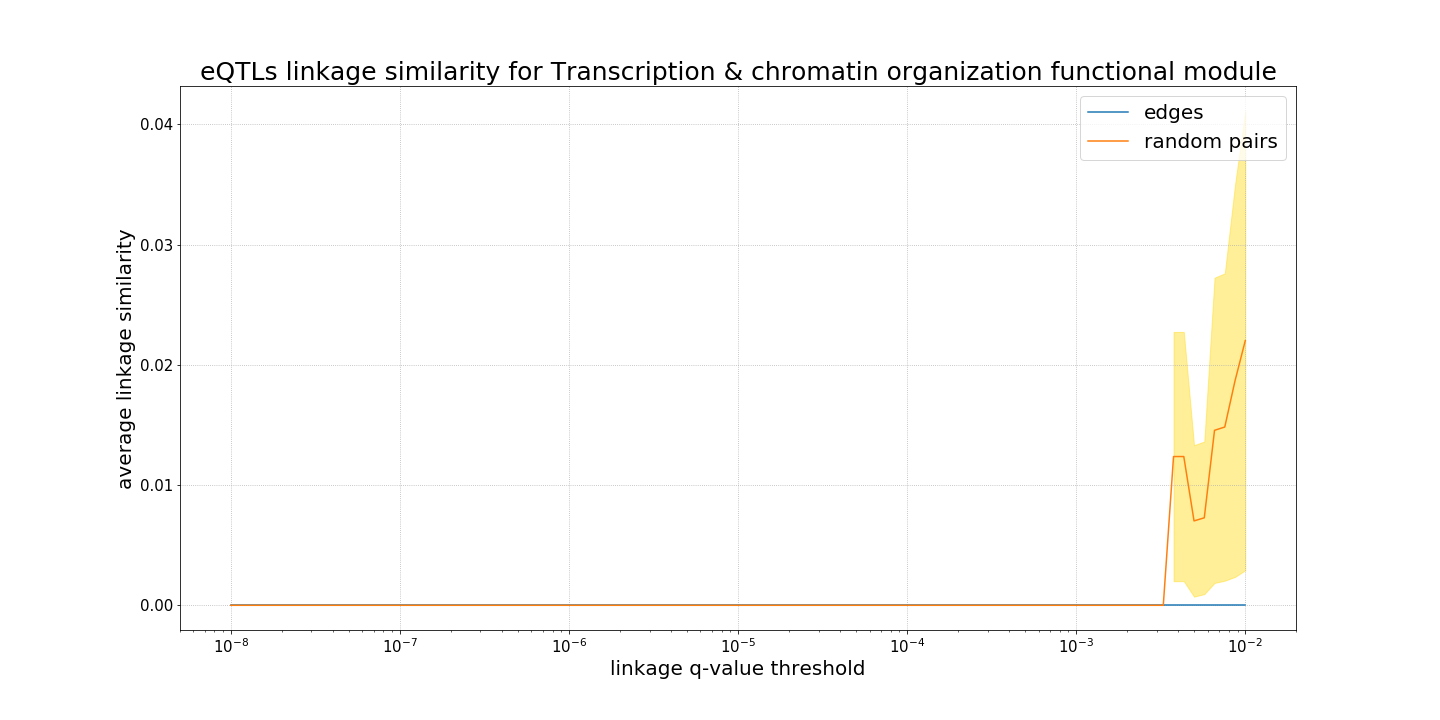 eQTLs linkage similarity for Transcription & chromatin organization functional module
edges
random pairs
average linkage similarity
0.04
0.03
0.02
0.01
0.00
10⁻⁸ 10⁻⁷ 10⁻⁶ 10⁻⁵ 10⁻⁴ 10⁻³ 10⁻²
linkage q-value threshold